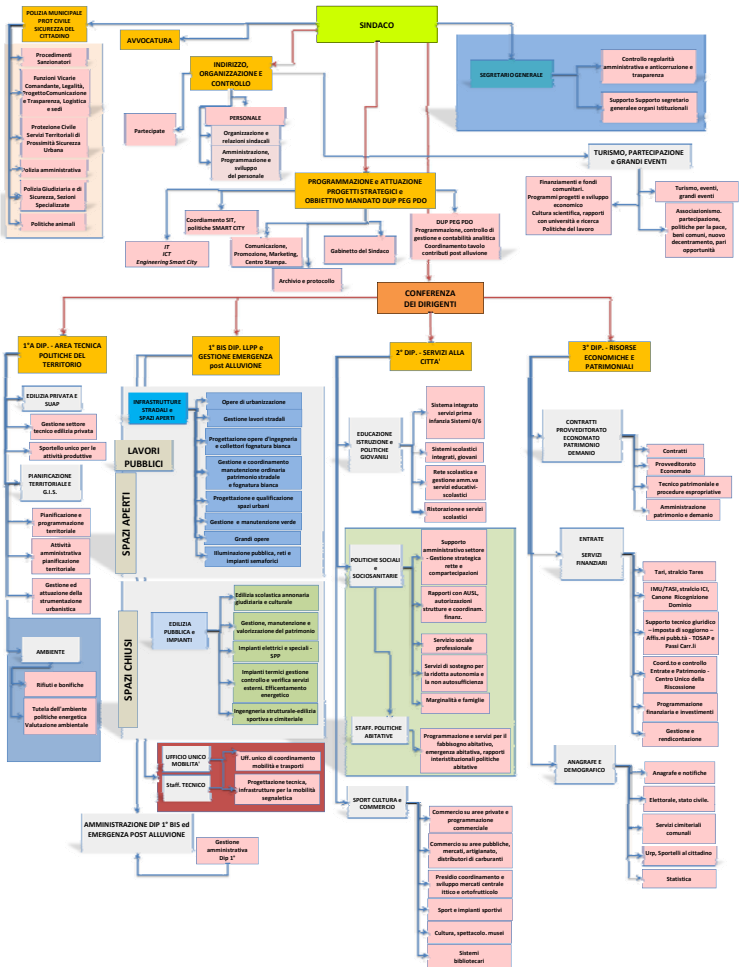 POLIZIA MUNICIPALE
PROT CIVILE
SICUREZZA DEL
CITTADINO
SINDACO
AVVOCATURA
Procedimenti
Sanzionatori
Funzioni Vicarie
Comandante, Legalità,
ProgettoComunicazione
e Trasparenza, Logistica
e sedi
Protezione Civile
Servizi Territoriali di
Prossimità Sicurezza
Urbana
Polizia amministrativa
Polizia Giudiziaria e di
Sicurezza, Sezioni
Specializzate
Politiche animali
INDIRIZZO,
ORGANIZZAZIONE E
CONTROLLO
Partecipate
PERSONALE
Organizzazione e
relazioni sindacali
Amministrazione,
Programmazione e
sviluppo
del personale
SEGRETARIO GENERALE
Controllo regolarità
amministrativa e anticorruzione e
trasparenza
Supporto Supporto segretario
generalee organi istituzionali
TURISMO, PARTECIPAZIONE
e GRANDI EVENTI
Finanziamenti e fondi
comunitari.
Programmi progetti e sviluppo
economico
Cultura scientifica, rapporti
con università e ricerca
Politiche del lavoro
Turismo, eventi,
grandi eventi
Associazionismo.
partecipazione,
politiche per la pace,
beni comuni, nuovo
decentramento, pari
opportunità
PROGRAMMAZIONE e ATTUAZIONE
PROGETTI STRATEGICI e
OBBIETTIVO MANDATO DUP PEG PDO
IT
ICT
Engineering Smart City
Coordiamento SIT,
politiche SMART CITY
Comunicazione,
Promozione, Marketing,
Centro Stampa.
Archivio e protocollo
Gabinetto del Sindaco
DUP PEG PDO
Programmazione, controllo di
gestione e contabilità analitica
Coordinamento tavolo
contributi post alluvione
CONFERENZA
DEI DIRIGENTI
1°A DIP. - AREA TECNICA
POLITICHE DEL
TERRITORIO
EDILIZIA PRIVATA E
SUAP
Gestione settore
tecnico edilizia privata
Sportello unico per le
attività produttive
PIANIFICAZIONE
TERRITORIALE E
G.I.S.
Pianificazione e
programmazione
territoriale
Attività
amministrativa
pianificazione
territoriale
Gestione ed
attuazione della
strumentazione
urbanistica
AMBIENTE
Rifiuti e bonifiche
Tutela dell'ambiente
politiche energetica
Valutazione ambientale
1° BIS DIP. LLPP e
GESTIONE EMERGENZA
post ALLUVIONE
INFRASTRUTTURE
STRADALI e
SPAZI APERTI
LAVORI
PUBBLICI
SPAZI APERTI
Opere di urbanizzazione
Gestione lavori stradali
Progettazione opere d'ingegneria
e collettori fognatura bianca
Gestione e coordinamento
manutenzione ordinaria
patrimonio stradale
e fognatura bianca
Progettazione e qualificazione
spazi urbani
Gestione e manutenzione verde
Grandi opere
Illuminazione pubblica, reti e
impianti semaforici
SPAZI CHIUSI
EDILIZIA
PUBBLICA e
IMPIANTI
Edilizia scolastica annonaria
giudiziaria e culturale
Gestione, manutenzione e
valorizzazione del patrimonio
Impianti elettrici e speciali -
SPP
Impianti termici gestione
controllo e verifica servizi
esterni. Efficentamento
energetico
Ingengneria strutturale-edilizia
sportiva e cimiteriale
UFFICIO UNICO
MOBILITA'
Staff. TECNICO
Uff. unico di coordinamento
mobilità e trasporti
Progettazione tecnica,
infrastrutture per la mobilità
segnaletica
AMMINISTRAZIONE DIP 1° BIS ed
EMERGENZA POST ALLUVIONE
Gestione
amministrativa
Dip 1°
2° DIP. - SERVIZI ALLA
CITTA'
EDUCAZIONE
ISTRUZIONE e
POLITICHE
GIOVANILI
Sistema integrato
servizi prima
infanzia Sistemi 0/6
Sistemi scolastici
integrati, giovani
Rete scolastica e
gestione amm.va
servizi educativi-
scolastici
Ristorazione e servizi
scolastici
POLITICHE SOCIALI
e
SOCIOSANITARIE
Supporto
amministrativo settore
- Gestione strategica
rette e
compartecipazioni
Rapporti con AUSL,
autorizzazioni
strutture e coordinam.
finanz.
Servizio sociale
professionale
Servizi di sostegno per
la ridotta autonomia e
la non autosufficienza
Marginalità e famiglie
STAFF. POLITICHE
ABITATIVE
Programmazione e servizi per il
fabbisogno abitativo,
emergenza abitativa, rapporti
interistituzionali politiche
abitative
SPORT CULTURA e
COMMERCIO
Commercio su aree private e
programmazione
commerciale
Commercio su aree pubbliche,
mercati, artigianato,
distributori di carburanti
Presidio coordinamento e
sviluppo mercati centrale
ittico e ortofrutticolo
Sport e impianti sportivi
Cultura, spettacolo. musei
Sistemi
bibliotecari
3° DIP. - RISORSE
ECONOMICHE E
PATRIMONIALI
CONTRATTI
PROVVEDITORATO
ECONOMATO
PATRIMONIO
DEMANIO
Contratti
Provveditorato
Economato
Tecnico patrimoniale e
procedure espropriative
Amministrazione
patrimonio e demanio
ENTRATE
SERVIZI
FINANZIARI
Tari, stralcio Tares
IMU/TASI, stralcio ICI,
Canone Ricognizione
Dominio
Supporto tecnico giuridico
– imposta di soggiorno –
Affis.ni pubb.tà - TOSAP e
Passi Carr.li
Coord.to e controllo
Entrate e Patrimonio -
Centro Unico della
Riscossione
Programmazione
finanziaria e investimenti
Gestione e
rendicontazione
ANAGRAFE E
DEMOGRAFICO
Anagrafe e notifiche
Elettorale, stato civile.
Servizi cimiteriali
comunali
Urp, Sportelli al cittadino
Statistica